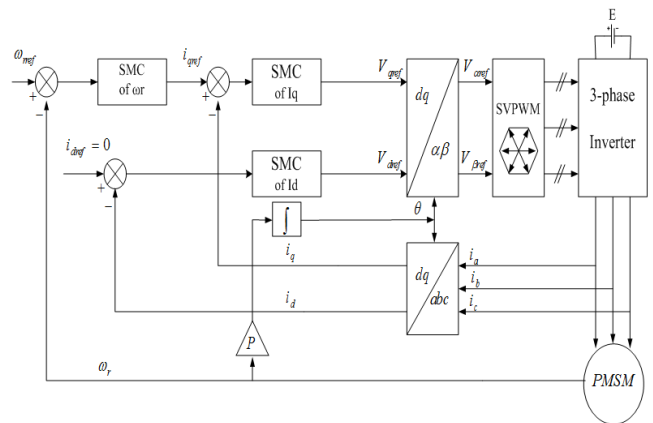 E
ω_rref
SMC
of ωr
i_qref
SMC
of Iq
V_qref
dq
αβ
V_αref
SVPWM
3-phase
Inverter
i_dref = 0
SMC
of Id
V_dref
V_βref
∫
θ
i_q
dq
abc
i_a
i_b
i_c
i_d
P
ω_r
PMSM
+
−
+
−
+
−